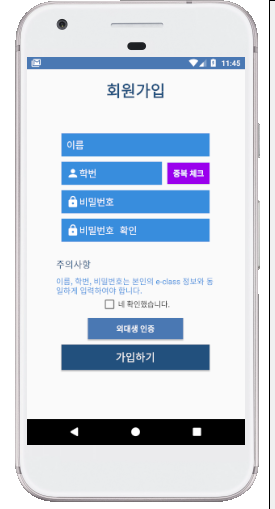 11:45
회원가입
이름
학번
중복 체크
비밀번호
비밀번호 확인
주의사항
이름, 학번, 비밀번호는 본인의 e-class 정보와 동
일하게 입력하여야 합니다.
네 확인했습니다.
외대생 인증
가입하기